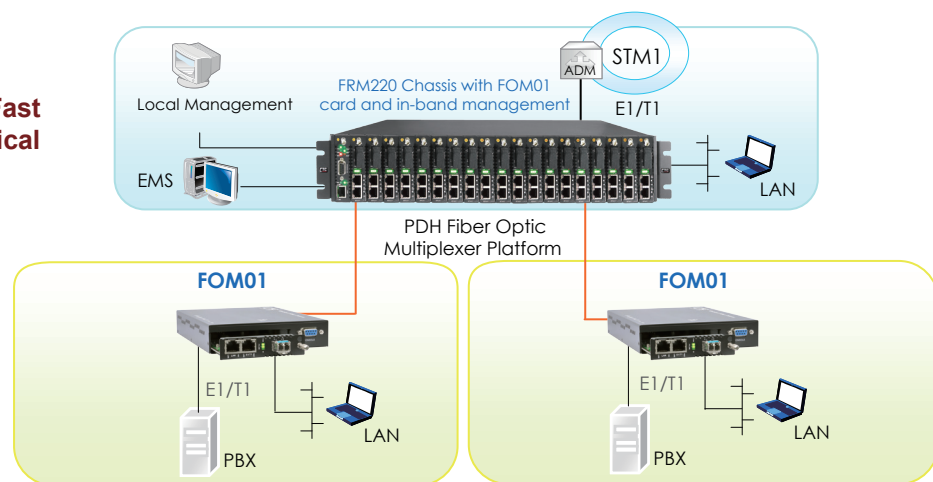 Fast
ical
Local Management
EMS
FRM220 Chassis with FOM01
card and in-band management
ADM
STM1
E1/T1
LAN
PDH Fiber Optic
Multiplexer Platform
FOM01
E1/T1
LAN
PBX
FOM01
E1/T1
LAN
PBX